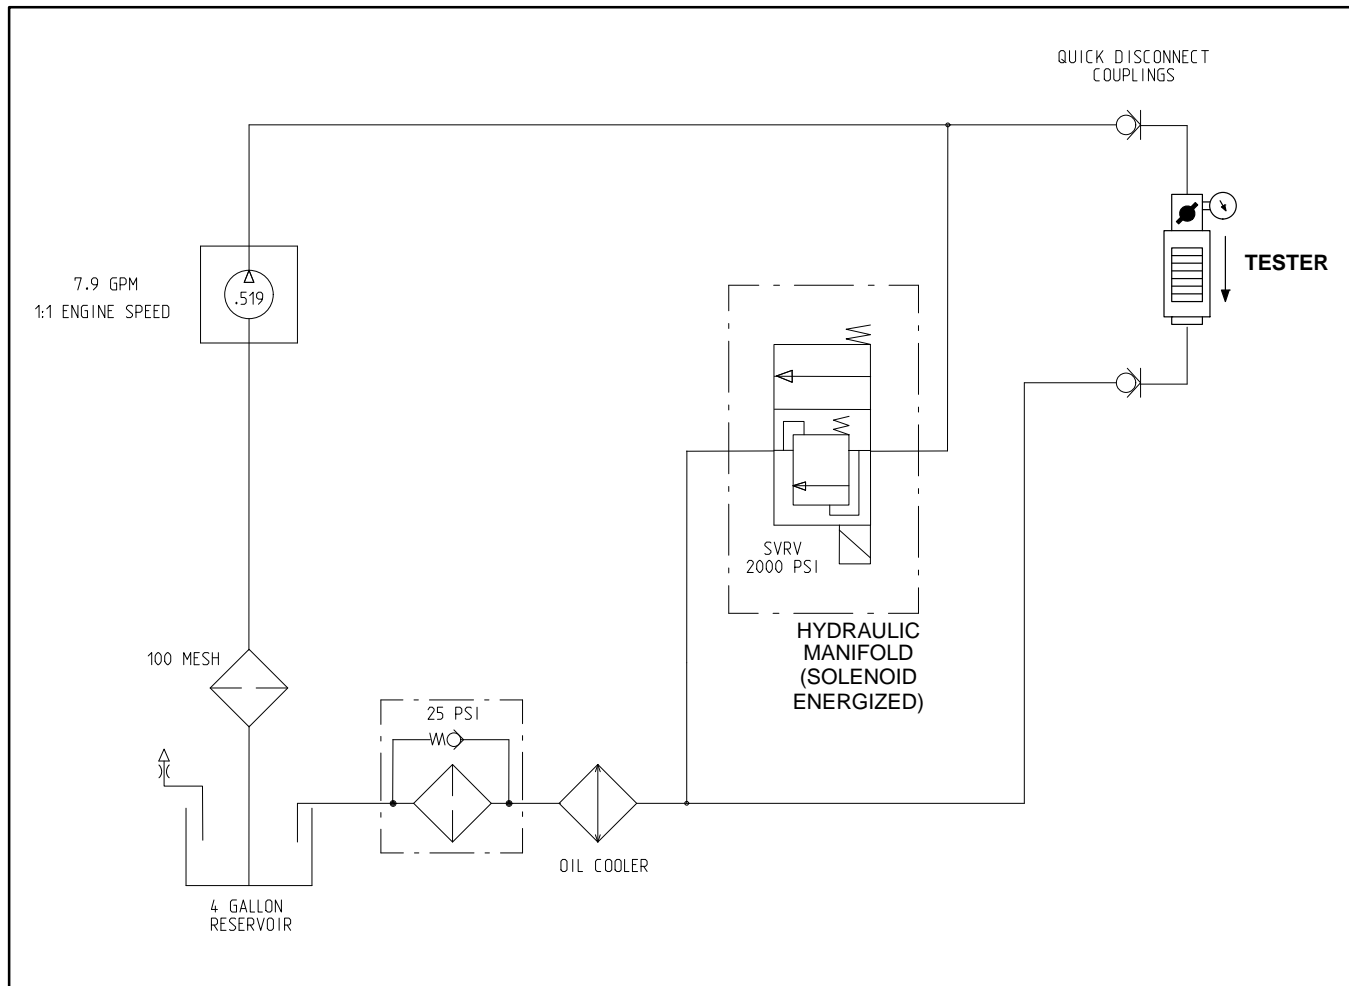 QUICK DISCONNECT
COUPLINGS
7.9 GPM
1:1 ENGINE SPEED
.519
TESTER
SVRV
2000 PSI
HYDRAULIC
MANIFOLD
(SOLENOID
ENERGIZED)
100 MESH
25 PSI
OIL COOLER
4 GALLON
RESERVOIR